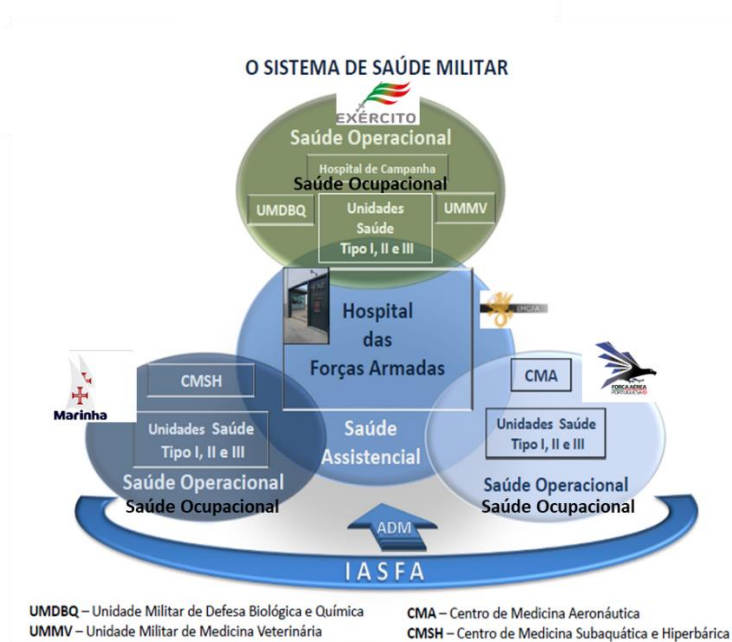 O SISTEMA DE SAÚDE MILITAR
EXÉRCITO
Saúde Operacional
Hospital de Campanha
Saúde Ocupacional
UMDBQ
Unidades
Saúde
Tipo I, II e III
UMMV
Hospital
das
Forças Armadas
Marinha
CMSH
Unidades Saúde
Tipo I, II e III
Saúde Operacional
Saúde Ocupacional
Saúde
Assistencial
CMA
FORÇA AÉREA
PORTUGUESA
Unidades Saúde
Tipo I, II e III
Saúde Operacional
Saúde Ocupacional
ADM
IASFA
UMDBQ – Unidade Militar de Defesa Biológica e Química
UMMV – Unidade Militar de Medicina Veterinária
CMA – Centro de Medicina Aeronáutica
CMSH – Centro de Medicina Subaquática e Hiperbárica